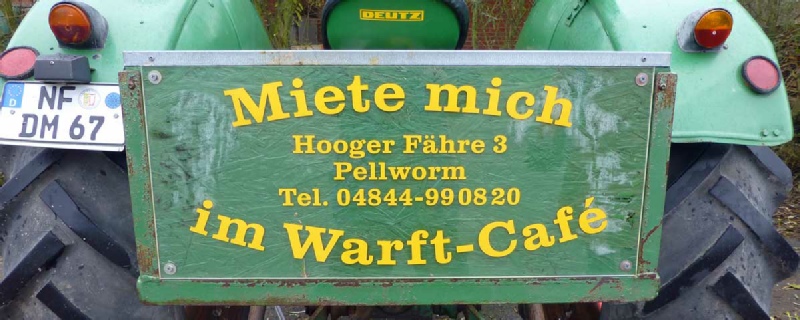 DEUTZ
NF
DM 67
D
Miete mich
Hooger Fähre 3
Pellworm
Tel. 04844-990820
im Warft-Café